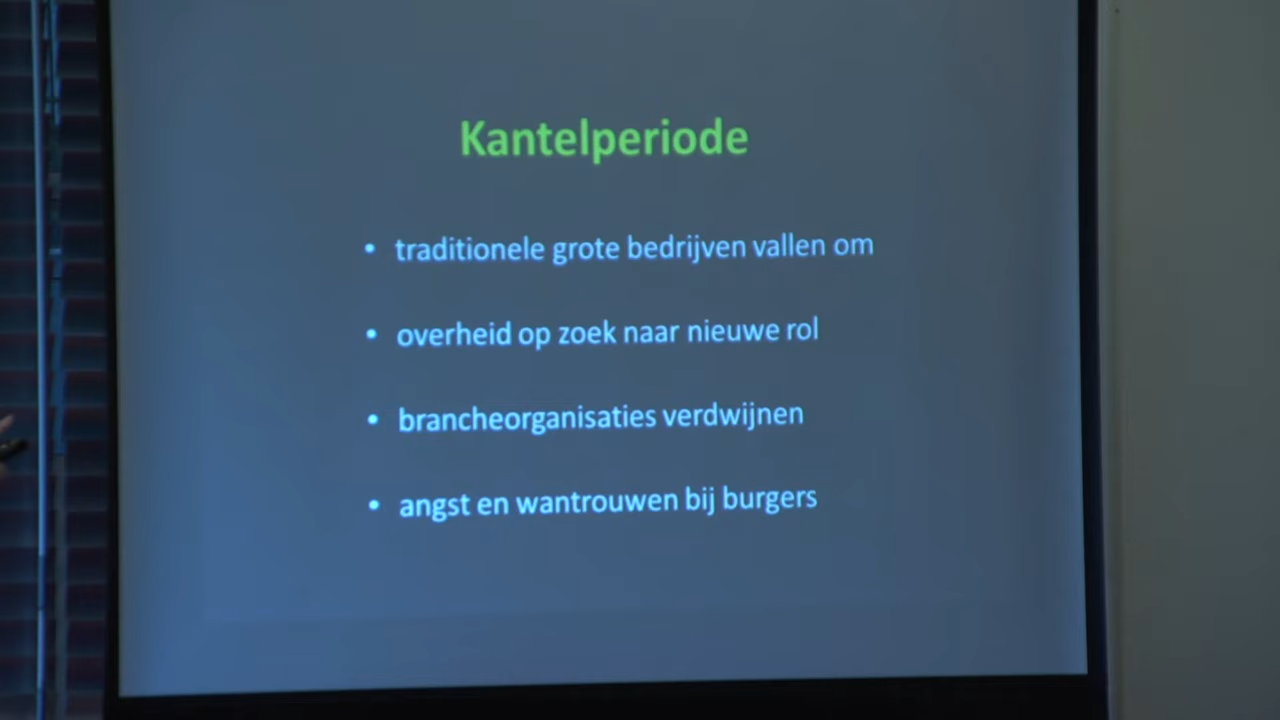 Kantelperiode
• traditionele grote bedrijven vallen om
• overheid op zoek naar nieuwe rol
• brancheorganisaties verdwijnen
• angst en wantrouwen bij burgers